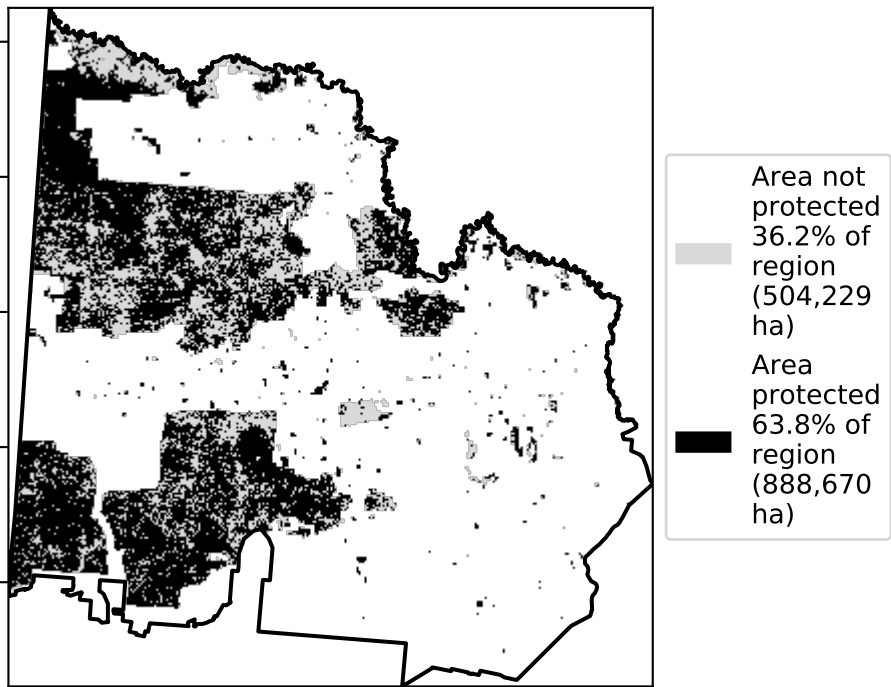 Area not
protected
36.2% of
region
(504,229
ha)
Area
protected
63.8% of
region
(888,670
ha)